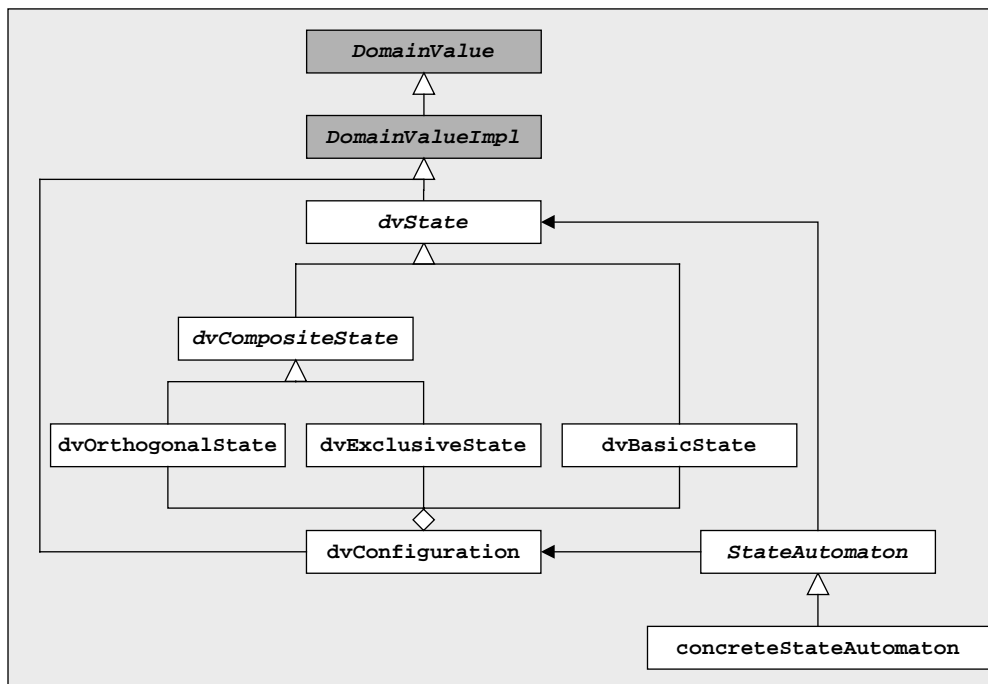 DomainValue
DomainValueImpl
dvState
dvCompositeState
dvOrthogonalState
dvExclusiveState
dvBasicState
dvConfiguration
StateAutomaton
concreteStateAutomaton